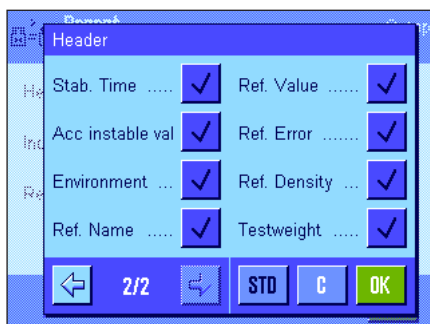 Header
Stab. Time ..... Ref. Value ......
Acc instable val Ref. Error .......
Environment ... Ref. Density ...
Ref. Name ..... Testweight .....
2/2 STD C OK